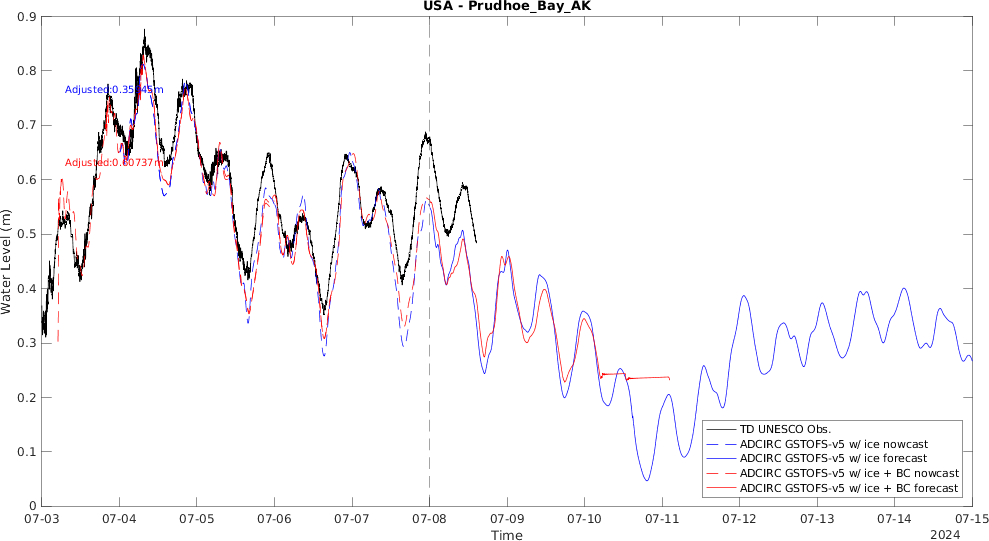 USA - Prudhoe_Bay_AK
0.9
0.8
0.7
0.6
0.5
0.4
0.3
0.2
0.1
0
Water Level (m)
Adjusted:0.35
Adjusted:0.60737m
TD UNESCO Obs.
ADCIRC GSTOFS-v5 w/ ice nowcast
ADCIRC GSTOFS-v5 w/ ice forecast
ADCIRC GSTOFS-v5 w/ ice + BC nowcast
ADCIRC GSTOFS-v5 w/ ice + BC forecast
07-03 07-04 07-05 07-06 07-07 07-08 07-09 07-10 07-11 07-12 07-13 07-14 07-15
Time
2024